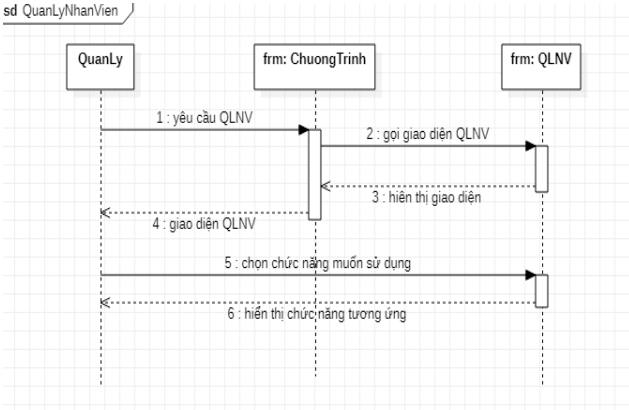 sd QuanLyNhanVien
QuanLy
frm: ChuongTrinh
frm: QLNV
1 : yêu cầu QLNV
2 : gọi giao diện QLNV
3 : hiên thị giao diện
4 : giao diện QLNV
5 : chọn chức năng muốn sử dụng
6 : hiển thị chức năng tương ứng